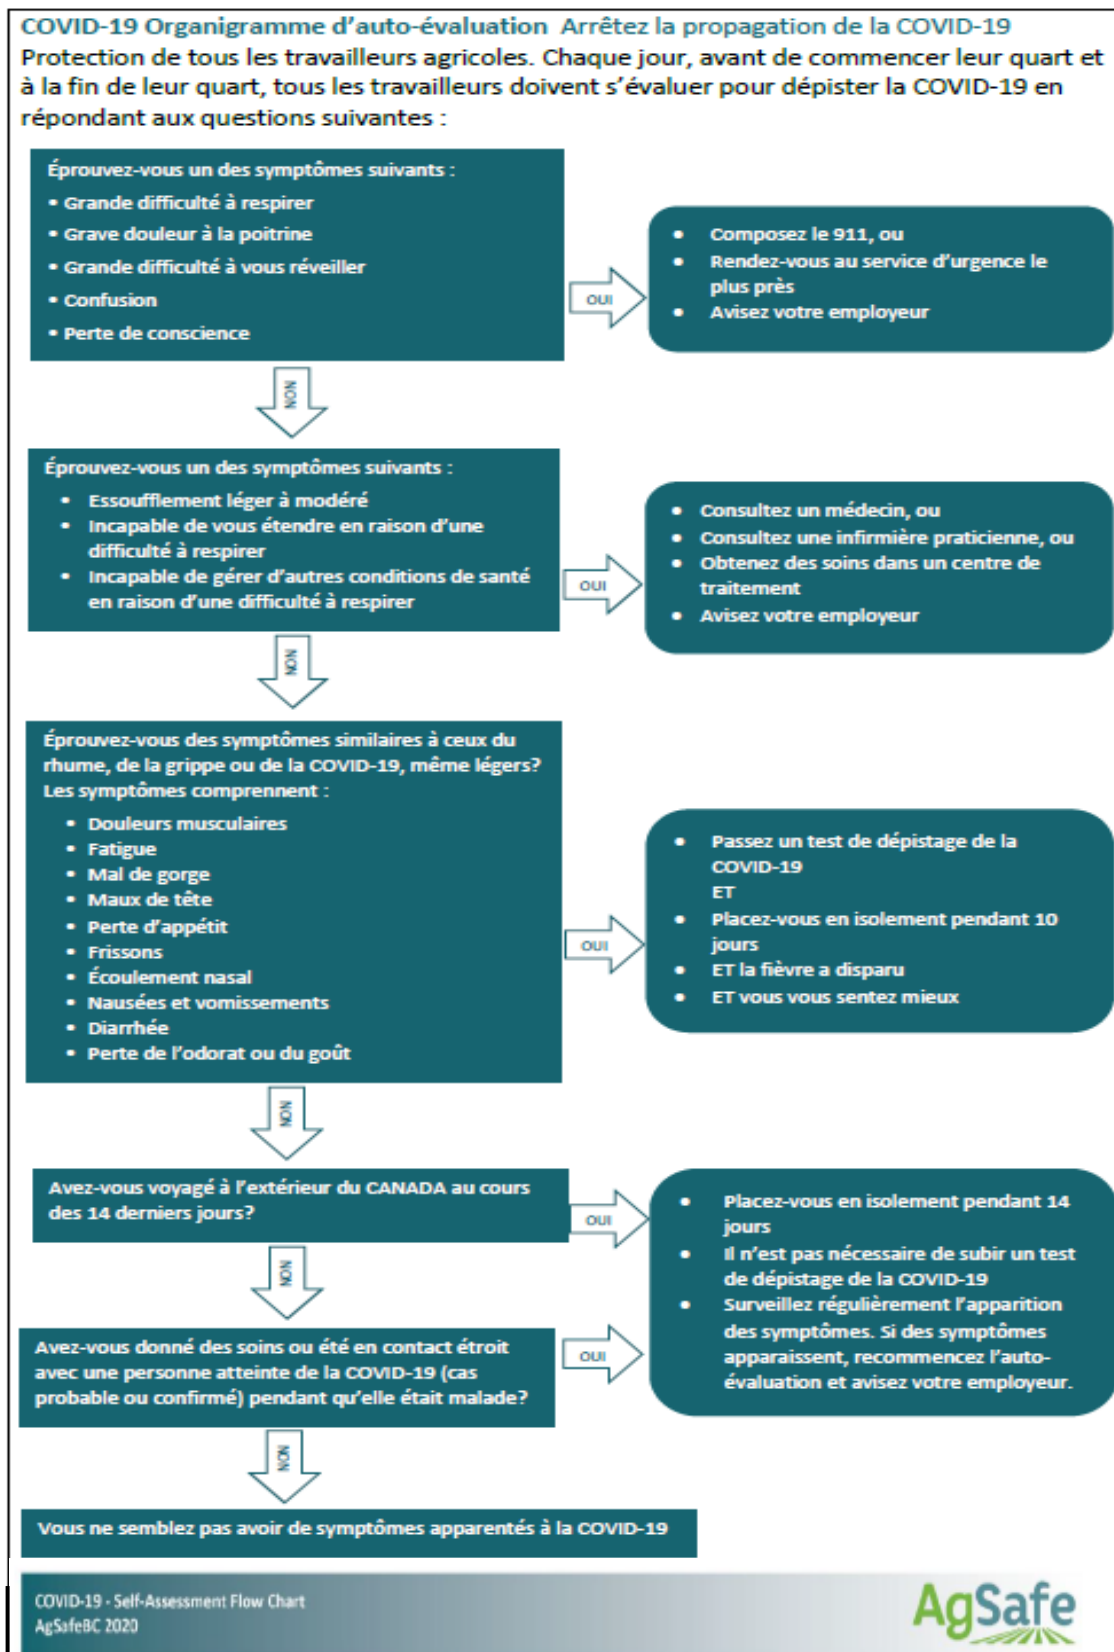 COVID-19 Organigramme d'auto-évaluation Arrêtez la propagation de la COVID-19
Protection de tous les travailleurs agricoles. Chaque jour, avant de commencer leur quart et
à la fin de leur quart, tous les travailleurs doivent s'évaluer pour dépister la COVID-19 en
répondant aux questions suivantes :
Éprouvez-vous un des symptômes suivants :
• Grande difficulté à respirer
• Grave douleur à la poitrine
• Grande difficulté à vous réveiller
• Confusion
• Perte de conscience
OUI
• Composez le 911, ou
• Rendez-vous au service d'urgence le
plus près
• Avisez votre employeur
NON
Éprouvez-vous un des symptômes suivants :
• Essoufflement léger à modéré
• Incapable de vous étendre en raison d'une
difficulté à respirer
• Incapable de gérer d'autres conditions de santé
en raison d'une difficulté à respirer
OUI
• Consultez un médecin, ou
• Consultez une infirmière praticienne, ou
• Obtenez des soins dans un centre de
traitement
• Avisez votre employeur
NON
Éprouvez-vous des symptômes similaires à ceux du
rhume, de la grippe ou de la COVID-19, même légers?
Les symptômes comprennent :
• Douleurs musculaires
• Fatigue
• Mal de gorge
• Maux de tête
• Perte d'appétit
• Frissons
• Écoulement nasal
• Nausées et vomissements
• Diarrhée
• Perte de l'odorat ou du goût
OUI
• Passez un test de dépistage de la
COVID-19
ET
• Placez-vous en isolement pendant 10
jours
• ET la fièvre a disparu
• ET vous vous sentez mieux
NON
Avez-vous voyagé à l'extérieur du CANADA au cours
des 14 derniers jours?
OUI
NON
Avez-vous donné des soins ou été en contact étroit
avec une personne atteinte de la COVID-19 (cas
probable ou confirmé) pendant qu'elle était malade?
OUI
• Placez-vous en isolement pendant 14
jours
• Il n'est pas nécessaire de subir un test
de dépistage de la COVID-19
• Surveillez régulièrement l'apparition
des symptômes. Si des symptômes
apparaissent, recommencez l'auto-
évaluation et avisez votre employeur.
NON
Vous ne semblez pas avoir de symptômes apparentés à la COVID-19
COVID-19 - Self-Assessment Flow Chart
AgSafeBC 2020
AgSafe